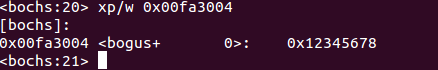 <bochs:20> xp/w 0x00fa3004
[bochs]:
0x00fa3004 <bogus+       0>:    0x12345678
<bochs:21>